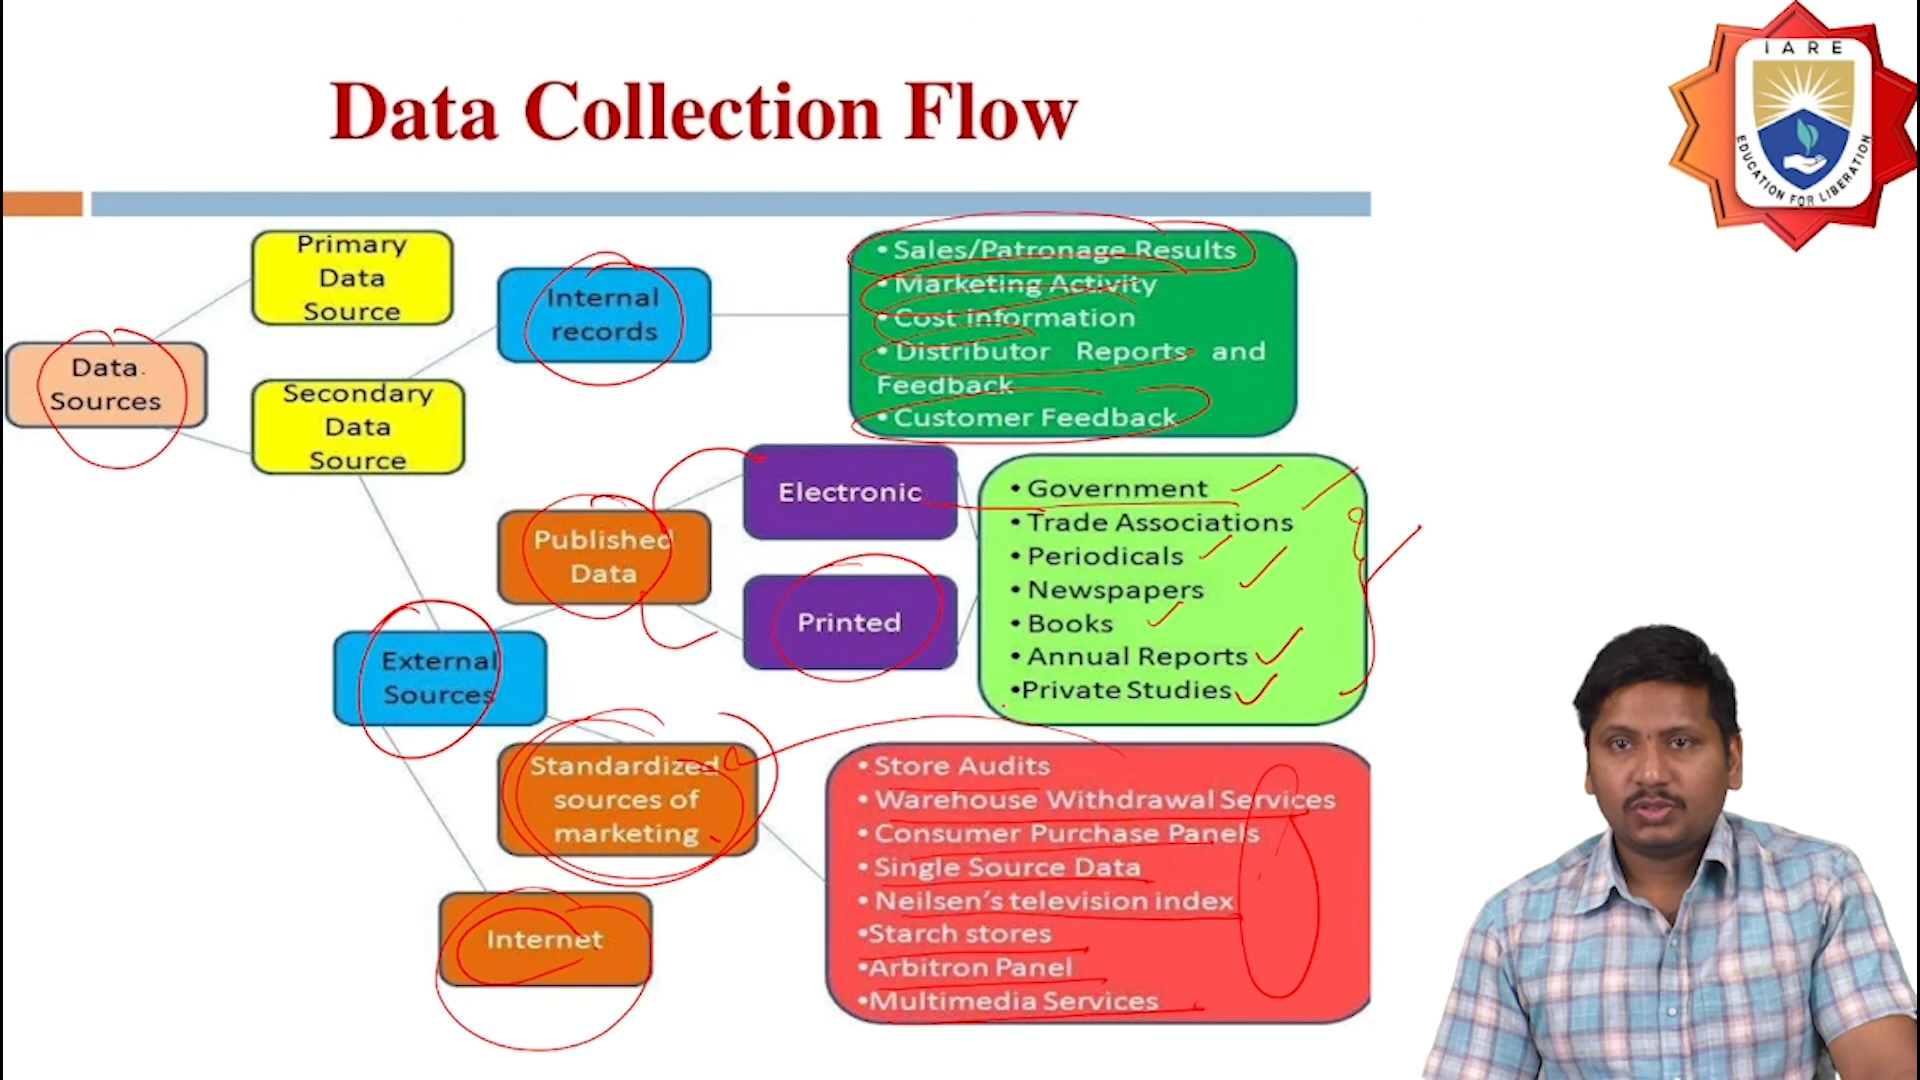 IARE
EDUCATION FOR LIBERATION
Data Collection Flow
Primary
Data
Source
Data
Sources
Secondary
Data
Source
Internal
records
• Sales/Patronage Results
• Marketing Activity
• Cost Information
• Distributor Reports and
Feedback
• Customer Feedback
Published
Data
Electronic
Printed
• Government
• Trade Associations
• Periodicals
• Newspapers
• Books
• Annual Reports
•Private Studies
External
Sources
Standardized
sources of
marketing
• Store Audits
• Warehouse Withdrawal Services
• Consumer Purchase Panels
• Single Source Data
• Neilsen's television index
•Starch stores
•Arbitron Panel
•Multimedia Services
Internet